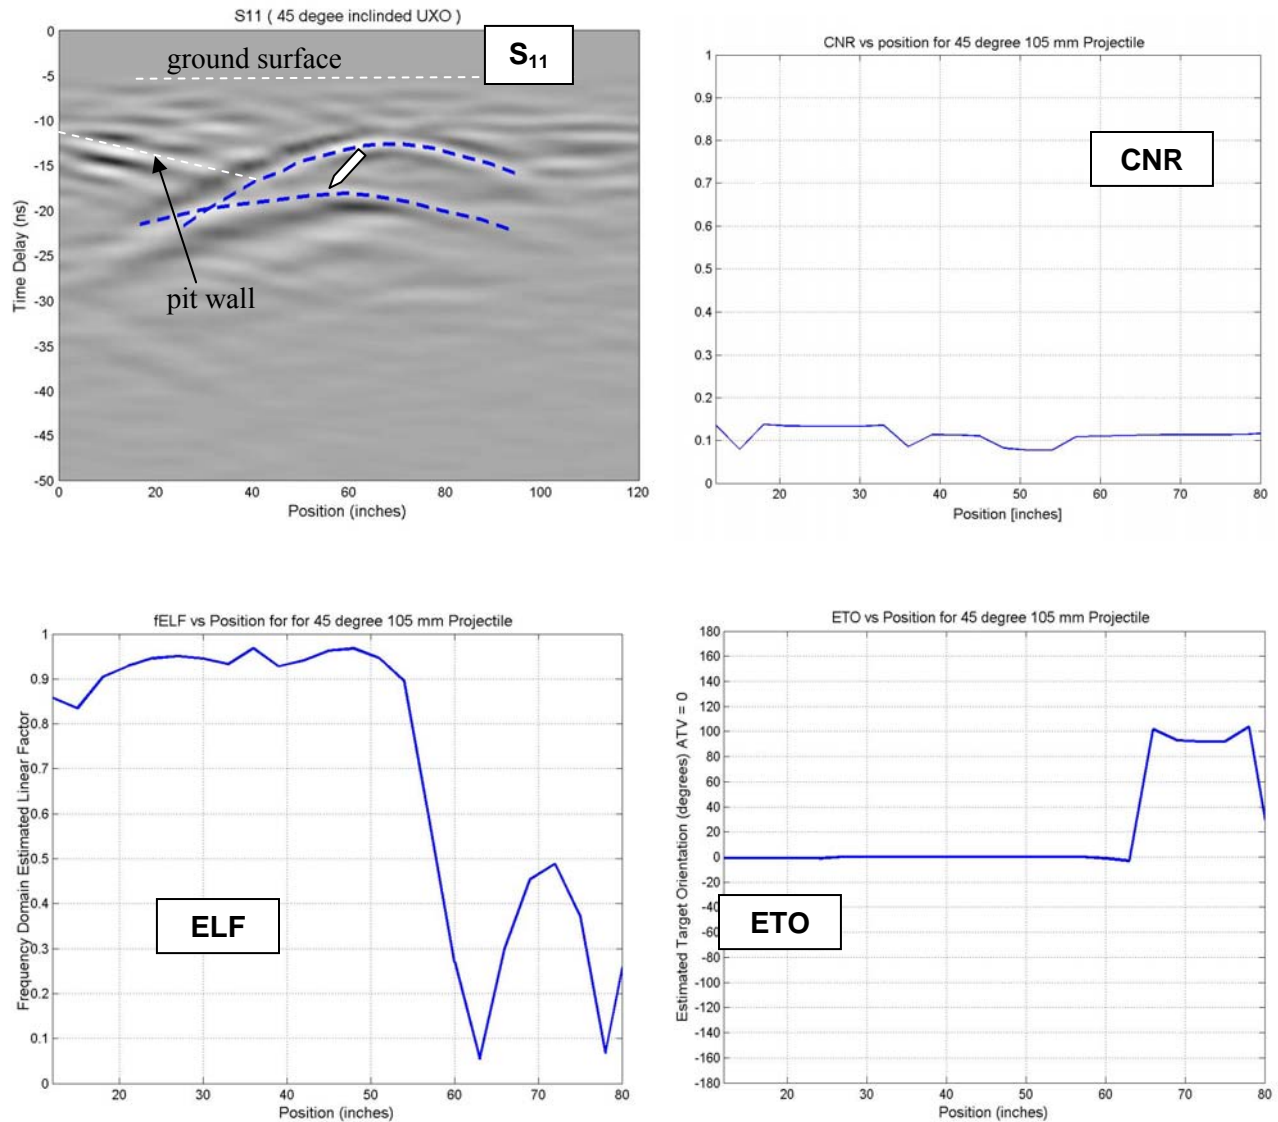 S11 ( 45 degee inclinded UXO )
S11
ground surface
pit wall
0
-5
-10
-15
-20
-25
-30
-35
-40
-45
-50
Time Delay (ns)
0 20 40 60 80 100 120
Position (inches)
CNR vs position for 45 degree 105 mm Projectile
CNR
1
0.9
0.8
0.7
0.6
0.5
0.4
0.3
0.2
0.1
0
20 30 40 50 60 70 80
Position [inches]
fELF vs Position for for 45 degree 105 mm Projectile
ELF
1
0.9
0.8
0.7
0.6
0.5
0.4
0.3
0.2
0.1
0
Frequency Domain Estimated Linear Factor
20 30 40 50 60 70 80
Position (inches)
ETO vs Position for 45 degree 105 mm Projectile
ETO
180
160
140
120
100
80
60
40
20
0
-20
-40
-60
-80
-100
-120
-140
-160
-180
Estimated Target Orientation (degrees) ATV = 0
20 30 40 50 60 70 80
Position (inches)